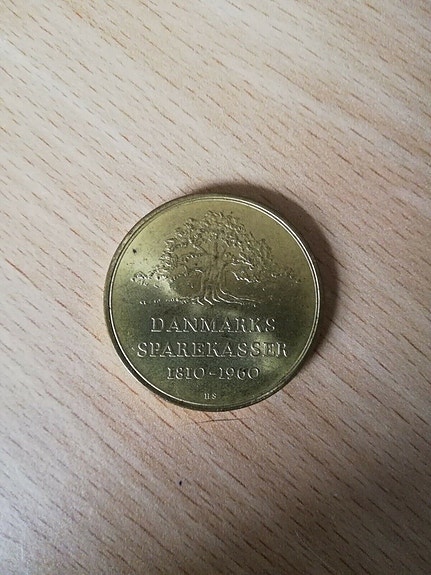 DANMARKS
SPAREKASSER
1810-1960
HS